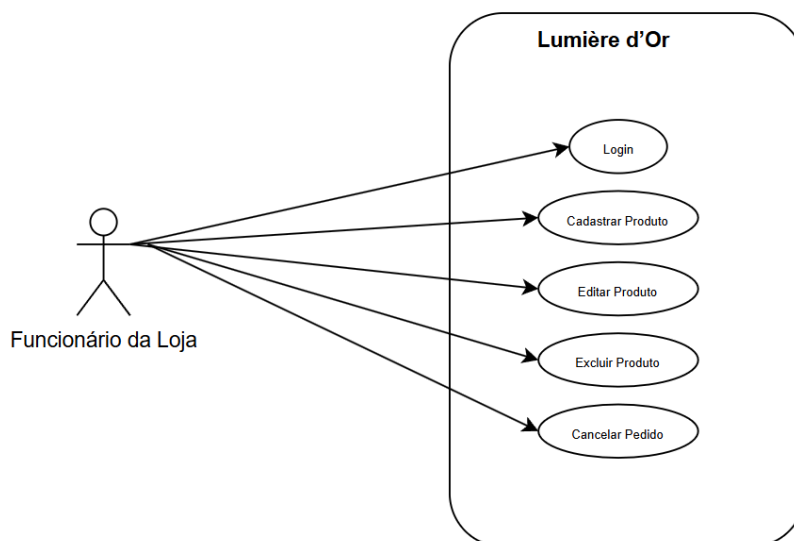 Lumière d’Or
Login
Cadastrar Produto
Editar Produto
Excluir Produto
Cancelar Pedido
Funcionário da Loja